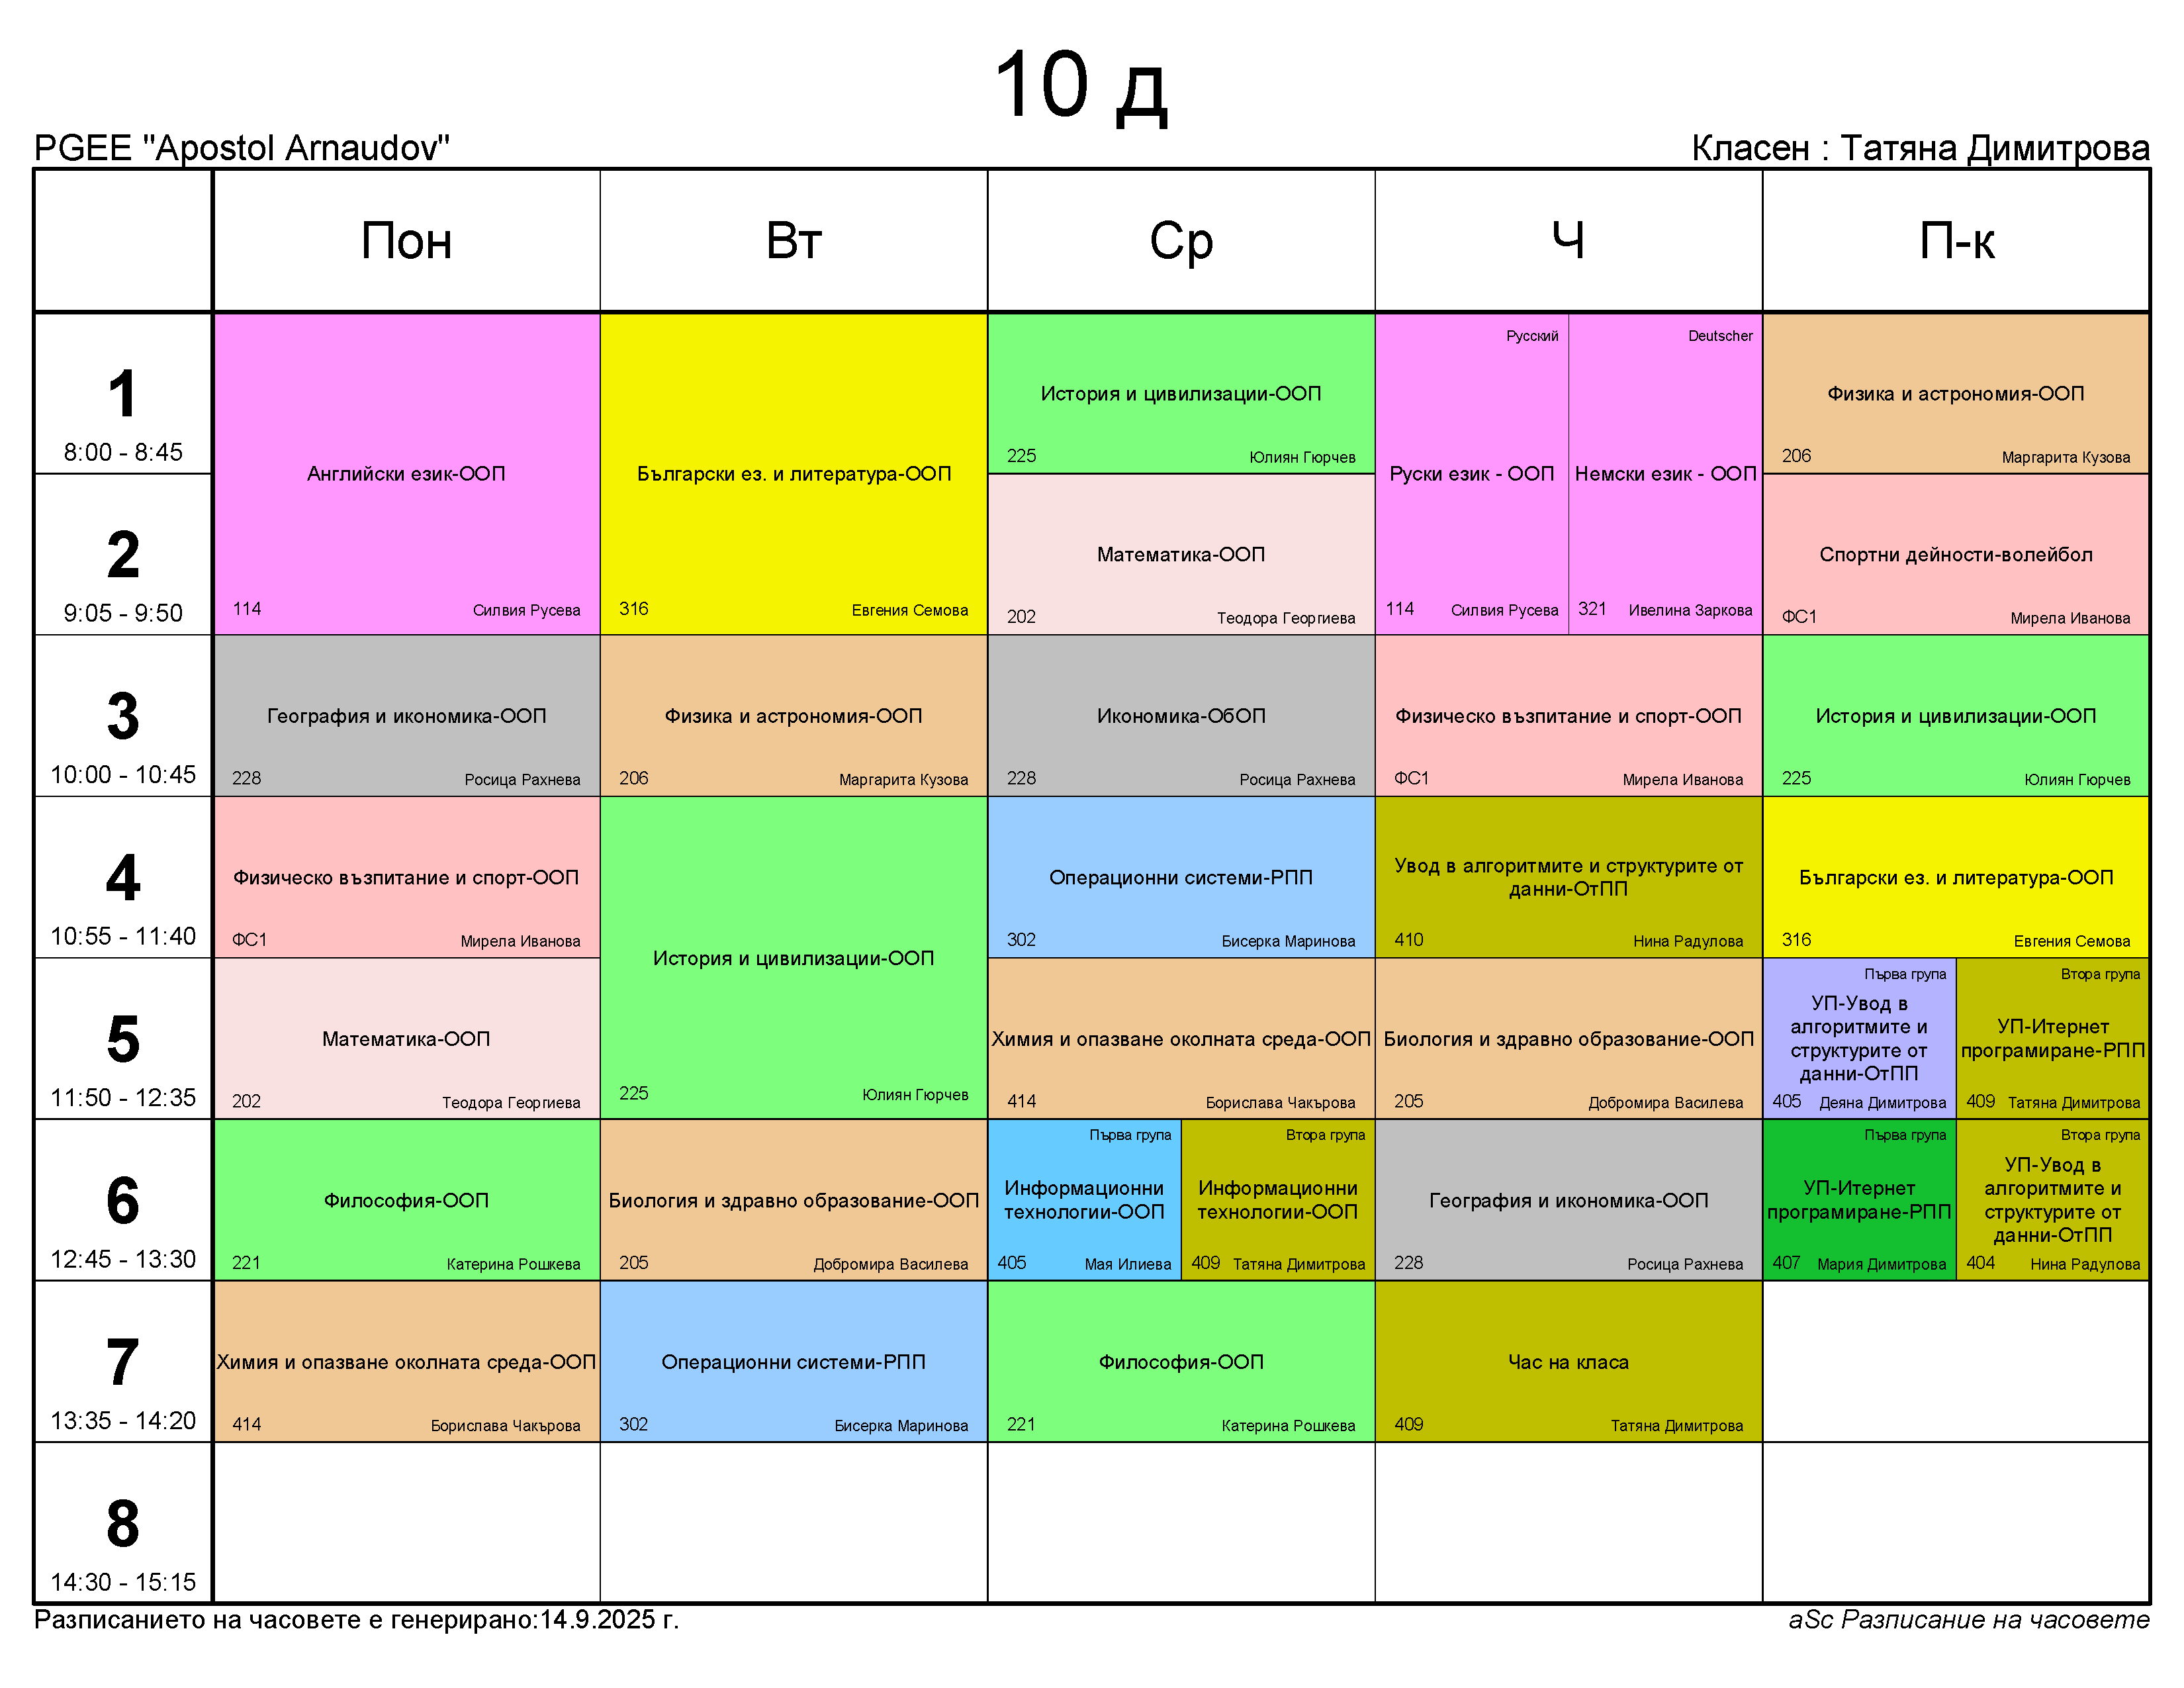 10 д
PGEE "Apostol Arnaudov"
Класен : Татяна Димитрова
Пон
Вт
Ср
Ч
П-к
1
8:00 - 8:45
Английски език-ООП
114 Силвия Русева
Български ез. и литература-ООП
316 Евгения Семова
История и цивилизации-ООП
225 Юлиян Гюрчев
Русский
Руски език - ООП
114 Силвия Русева
Deutscher
Немски език - ООП
321 Ивелина Заркова
Физика и астрономия-ООП
206 Маргарита Кузова
2
9:05 - 9:50
Математика-ООП
202 Теодора Георгиева
Спортни дейности-волейбол
ФС1 Мирела Иванова
3
10:00 - 10:45
География и икономика-ООП
228 Росица Рахнева
Физика и астрономия-ООП
206 Маргарита Кузова
Икономика-ОбОП
228 Росица Рахнева
Физическо възпитание и спорт-ООП
ФС1 Мирела Иванова
История и цивилизации-ООП
225 Юлиян Гюрчев
4
10:55 - 11:40
Физическо възпитание и спорт-ООП
ФС1 Мирела Иванова
История и цивилизации-ООП
225 Юлиян Гюрчев
Операционни системи-РПП
302 Бисерка Маринова
Увод в алгоритмите и структурите от
данни-ОтПП
410 Нина Радулова
Български ез. и литература-ООП
316 Евгения Семова
5
11:50 - 12:35
Математика-ООП
202 Теодора Георгиева
Химия и опазване околната среда-ООП
414 Борислава Чакърова
Биология и здравно образование-ООП
205 Добромира Василева
Първа група
УП-Увод в
алгоритмите и
структурите от
данни-ОтПП
405 Деяна Димитрова
Втора група
УП-Итернет
програмиране-РПП
409 Татяна Димитрова
6
12:45 - 13:30
Философия-ООП
221 Катерина Рошкева
Биология и здравно образование-ООП
205 Добромира Василева
Първа група
Информационни
технологии-ООП
405 Мая Илиева
Втора група
Информационни
технологии-ООП
409 Татяна Димитрова
География и икономика-ООП
228 Росица Рахнева
Първа група
УП-Итернет
програмиране-РПП
407 Мария Димитрова
Втора група
УП-Увод в
алгоритмите и
структурите от
данни-ОтПП
404 Нина Радулова
7
13:35 - 14:20
Химия и опазване околната среда-ООП
414 Борислава Чакърова
Операционни системи-РПП
302 Бисерка Маринова
Философия-ООП
221 Катерина Рошкева
Час на класа
409 Татяна Димитрова
8
14:30 - 15:15
Разписанието на часовете е генерирано:14.9.2025 г.
aSc Разписание на часовете